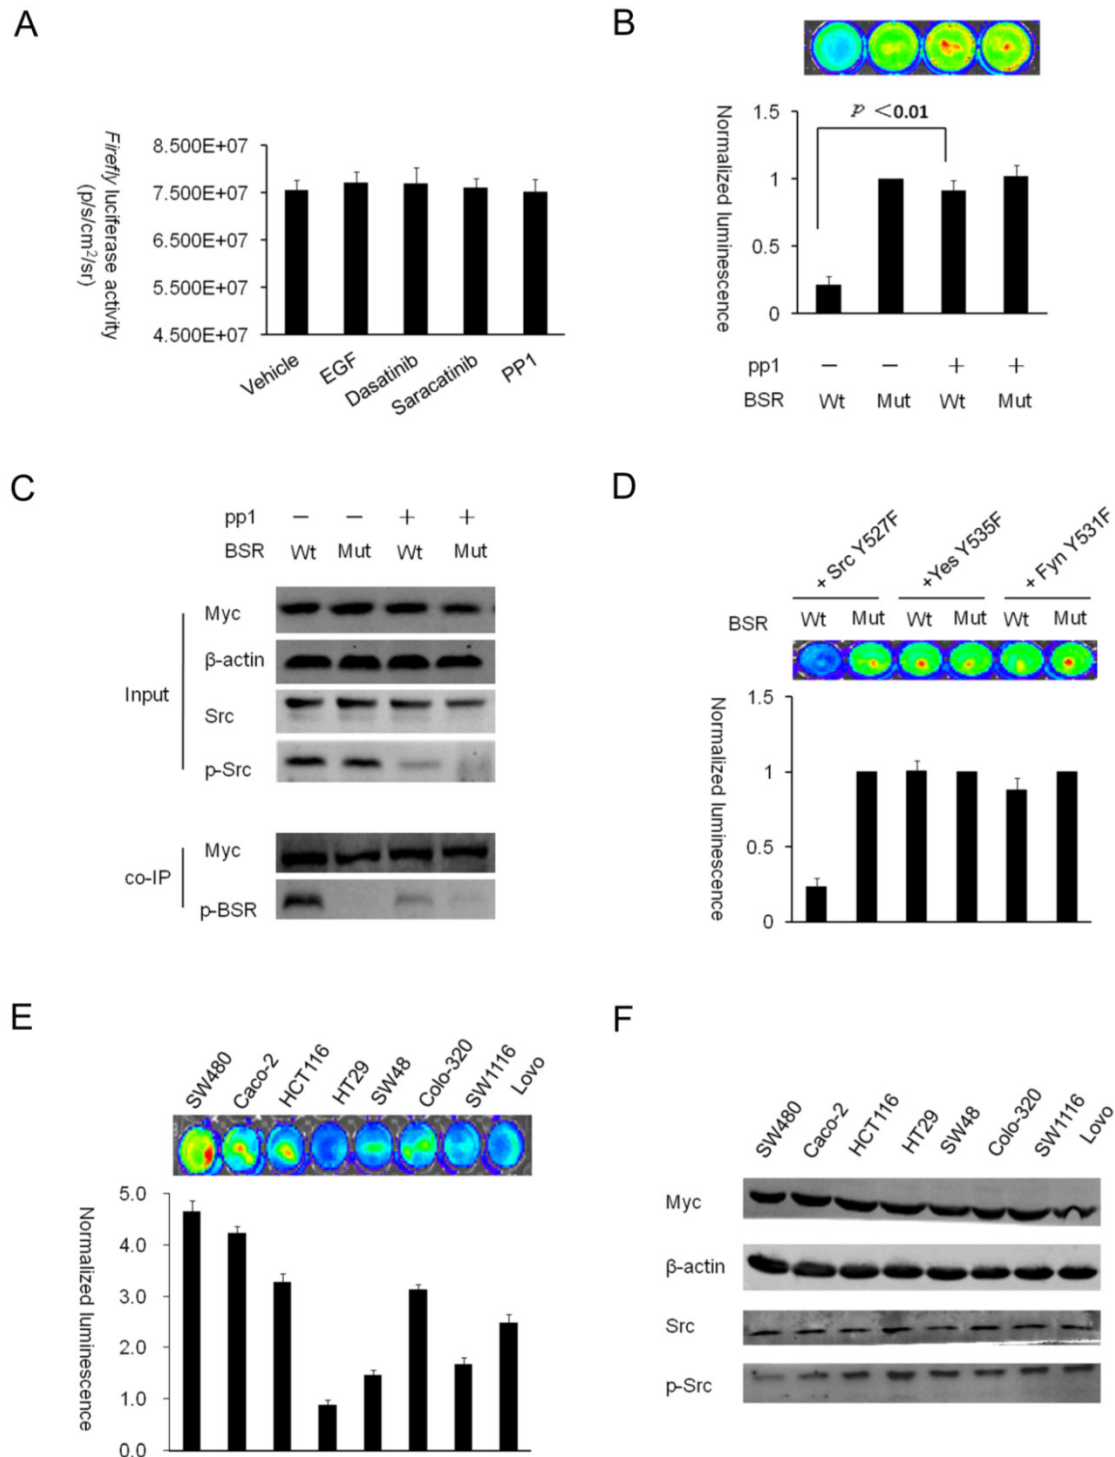 A
Firefly luciferase activity
(p/s/cm²/sr)
8.500E+07
7.500E+07
6.500E+07
5.500E+07
4.500E+07
Vehicle EGF Dasatinib Saracatinib PP1
B
Normalized luminescence
p <0.01
1.5
1
0.5
0
pp1 − − + +
BSR Wt Mut Wt Mut
C
pp1 − − + +
BSR Wt Mut Wt Mut
Input
Myc
β-actin
Src
p-Src
co-IP
Myc
p-BSR
D
+ Src Y527F +Yes Y535F + Fyn Y531F
BSR Wt Mut Wt Mut Wt Mut
Normalized luminescence
1.5
1
0.5
0
E
SW480 Caco-2 HCT116 HT29 SW48 Colo-320 SW1116 Lovo
Normalized luminescence
5.0
4.0
3.0
2.0
1.0
0.0
F
SW480 Caco-2 HCT116 HT29 SW48 Colo-320 SW1116 Lovo
Myc
β-actin
Src
p-Src